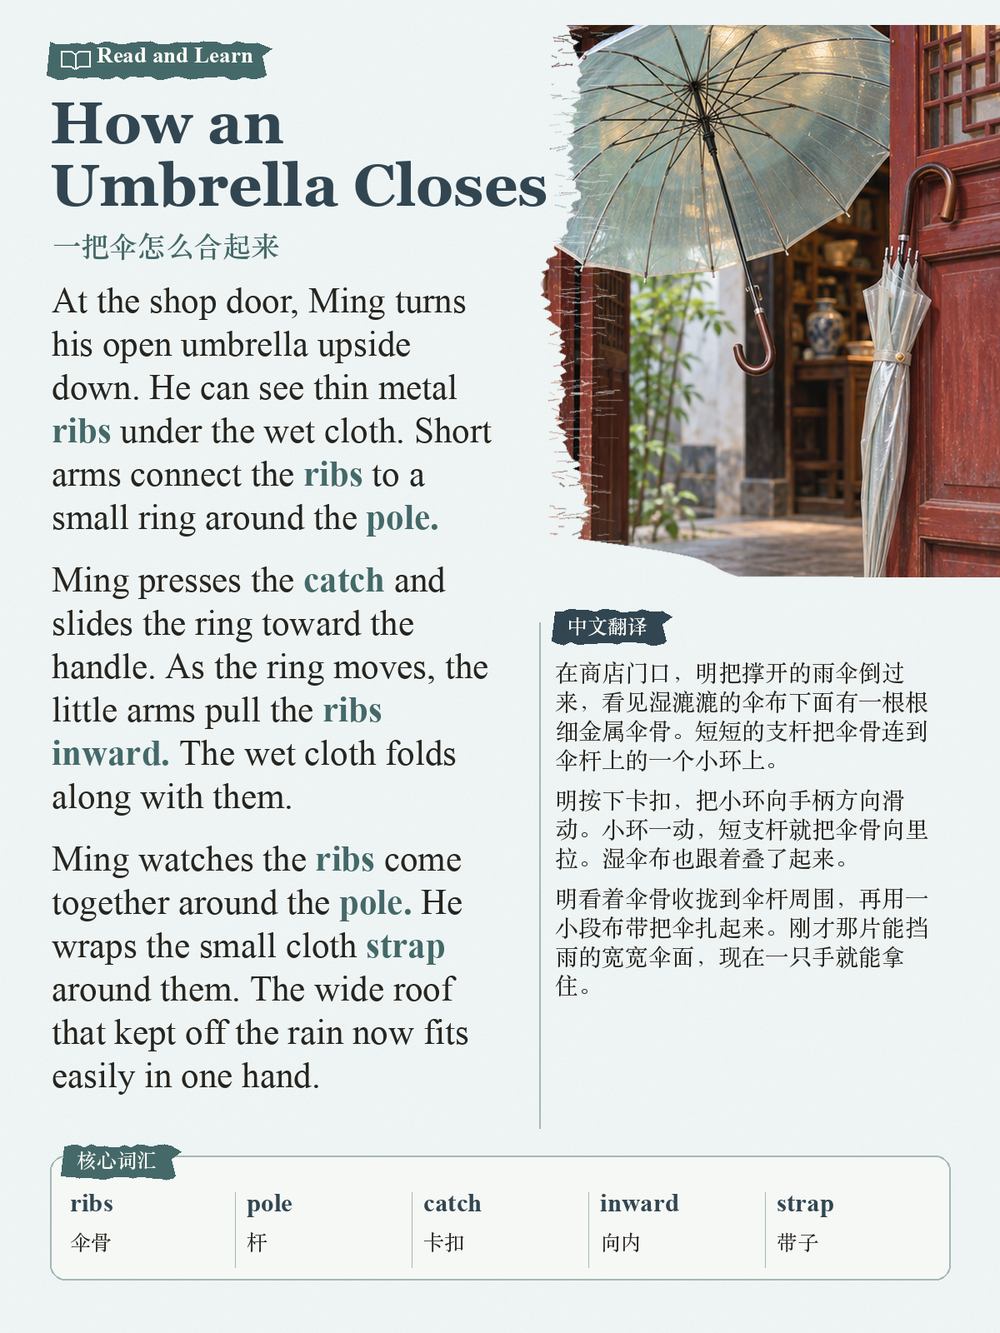 Read and Learn
How an
Umbrella Closes
一把伞怎么合起来
At the shop door, Ming turns
his open umbrella upside
down. He can see thin metal
ribs under the wet cloth. Short
arms connect the ribs to a
small ring around the pole.
Ming presses the catch and
slides the ring toward the
handle. As the ring moves, the
little arms pull the ribs
inward. The wet cloth folds
along with them.
Ming watches the ribs come
together around the pole. He
wraps the small cloth strap
around them. The wide roof
that kept off the rain now fits
easily in one hand.
中文翻译
在商店门口，明把撑开的雨伞倒过
来，看见湿漉漉的伞布下面有一根根
细金属伞骨。短短的支杆把伞骨连到
伞杆上的一个小环上。
明按下卡扣，把小环向手柄方向滑
动。小环一动，短支杆就把伞骨向里
拉。湿伞布也跟着叠了起来。
明看着伞骨收拢到伞杆周围，再用一
小段布带把伞扎起来。刚才那片能挡
雨的宽宽伞面，现在一只手就能拿
住。
核心词汇
ribs
伞骨
pole
杆
catch
卡扣
inward
向内
strap
带子